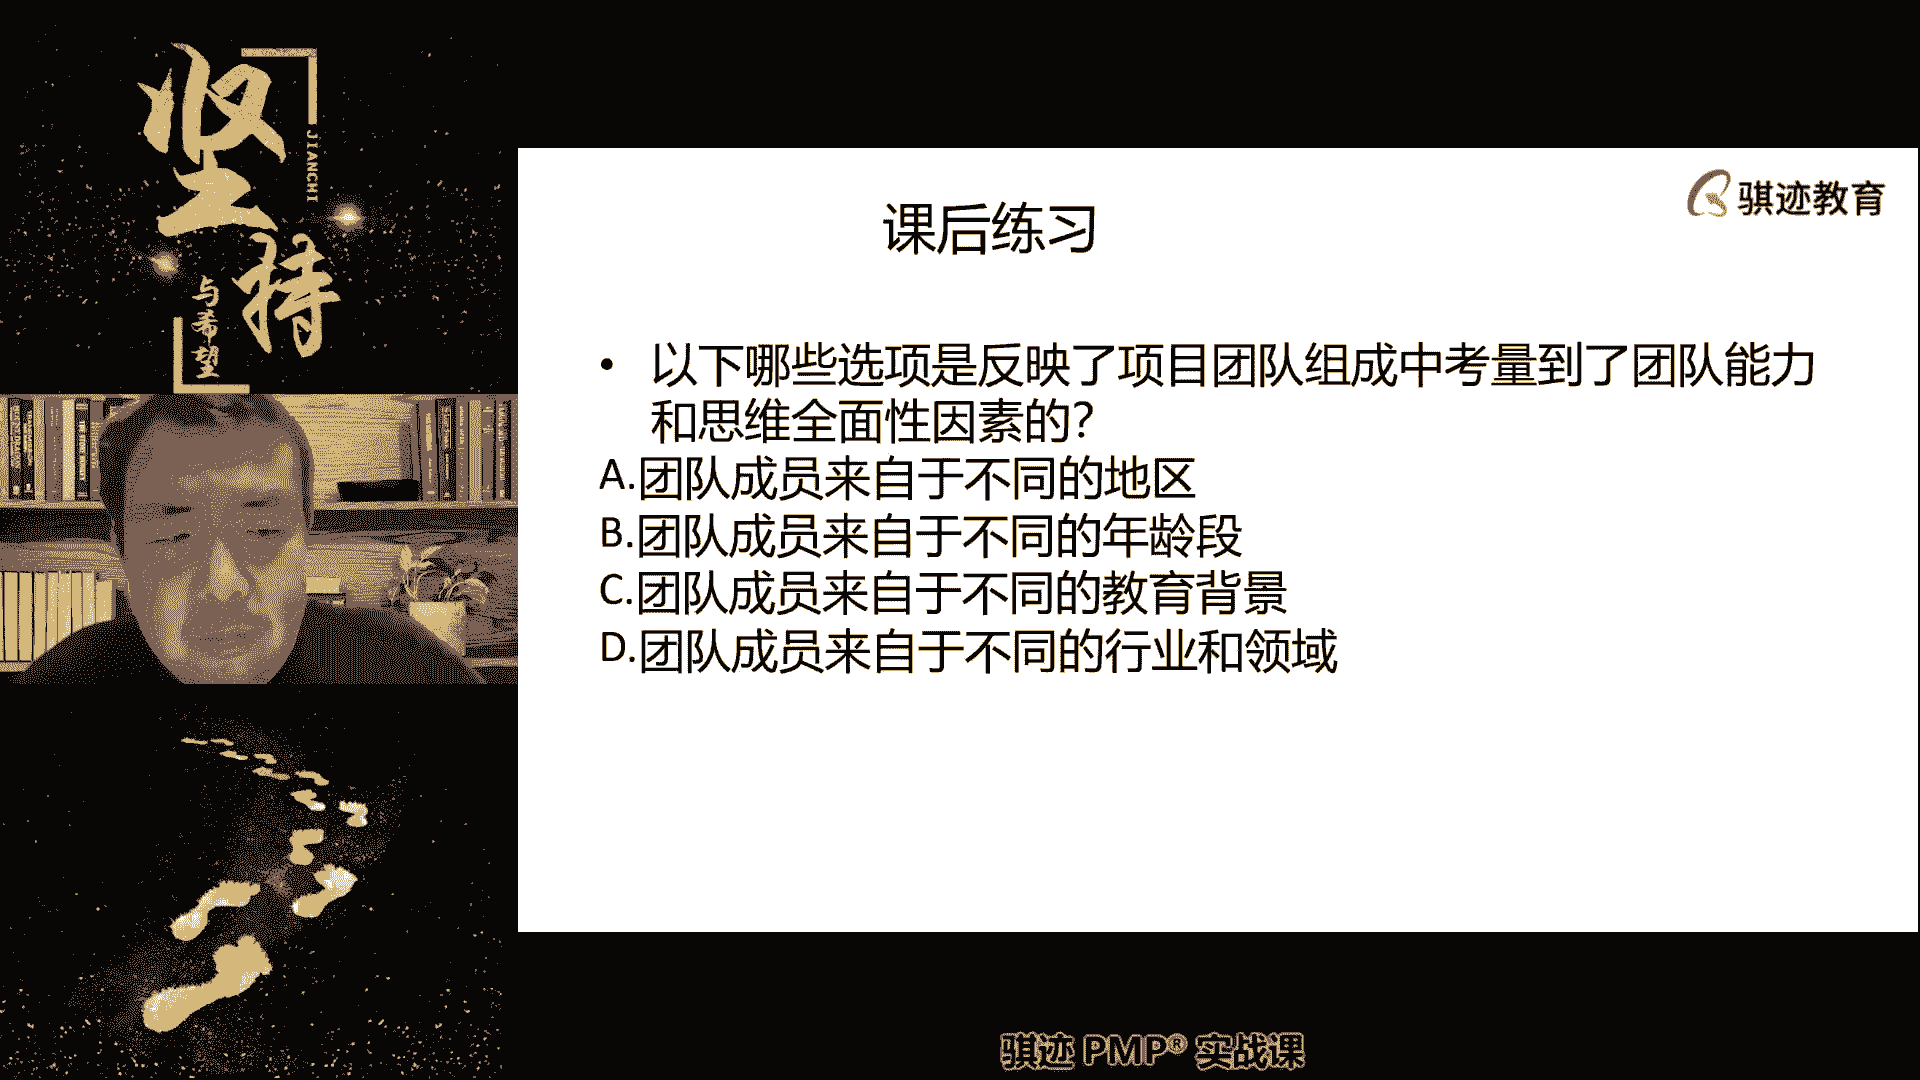 坚
持
JIANCHI
与希望
骐迹教育
课后练习
• 以下哪些选项是反映了项目团队组成中考量到了团队能力
和思维全面性因素的?
A.团队成员来自于不同的地区
B.团队成员来自于不同的年龄段
C.团队成员来自于不同的教育背景
D.团队成员来自于不同的行业和领域
骐迹 PMP® 实战课